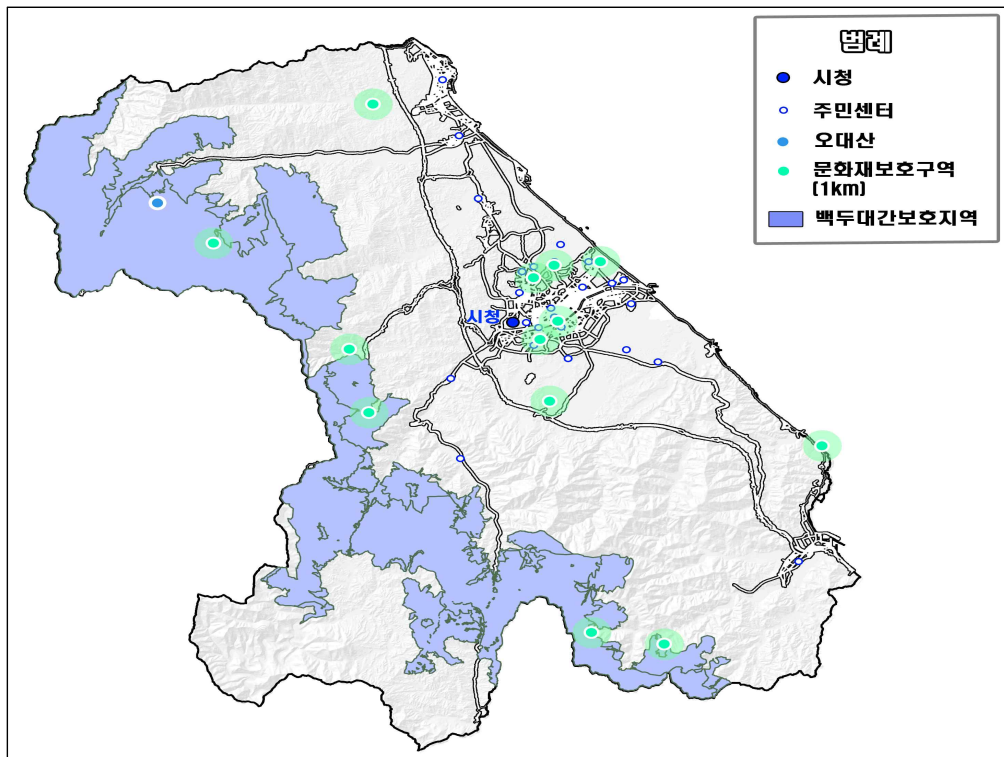 범례
시청
주민센터
오대산
문화재보호구역
(1km)
백두대간보호지역
시청